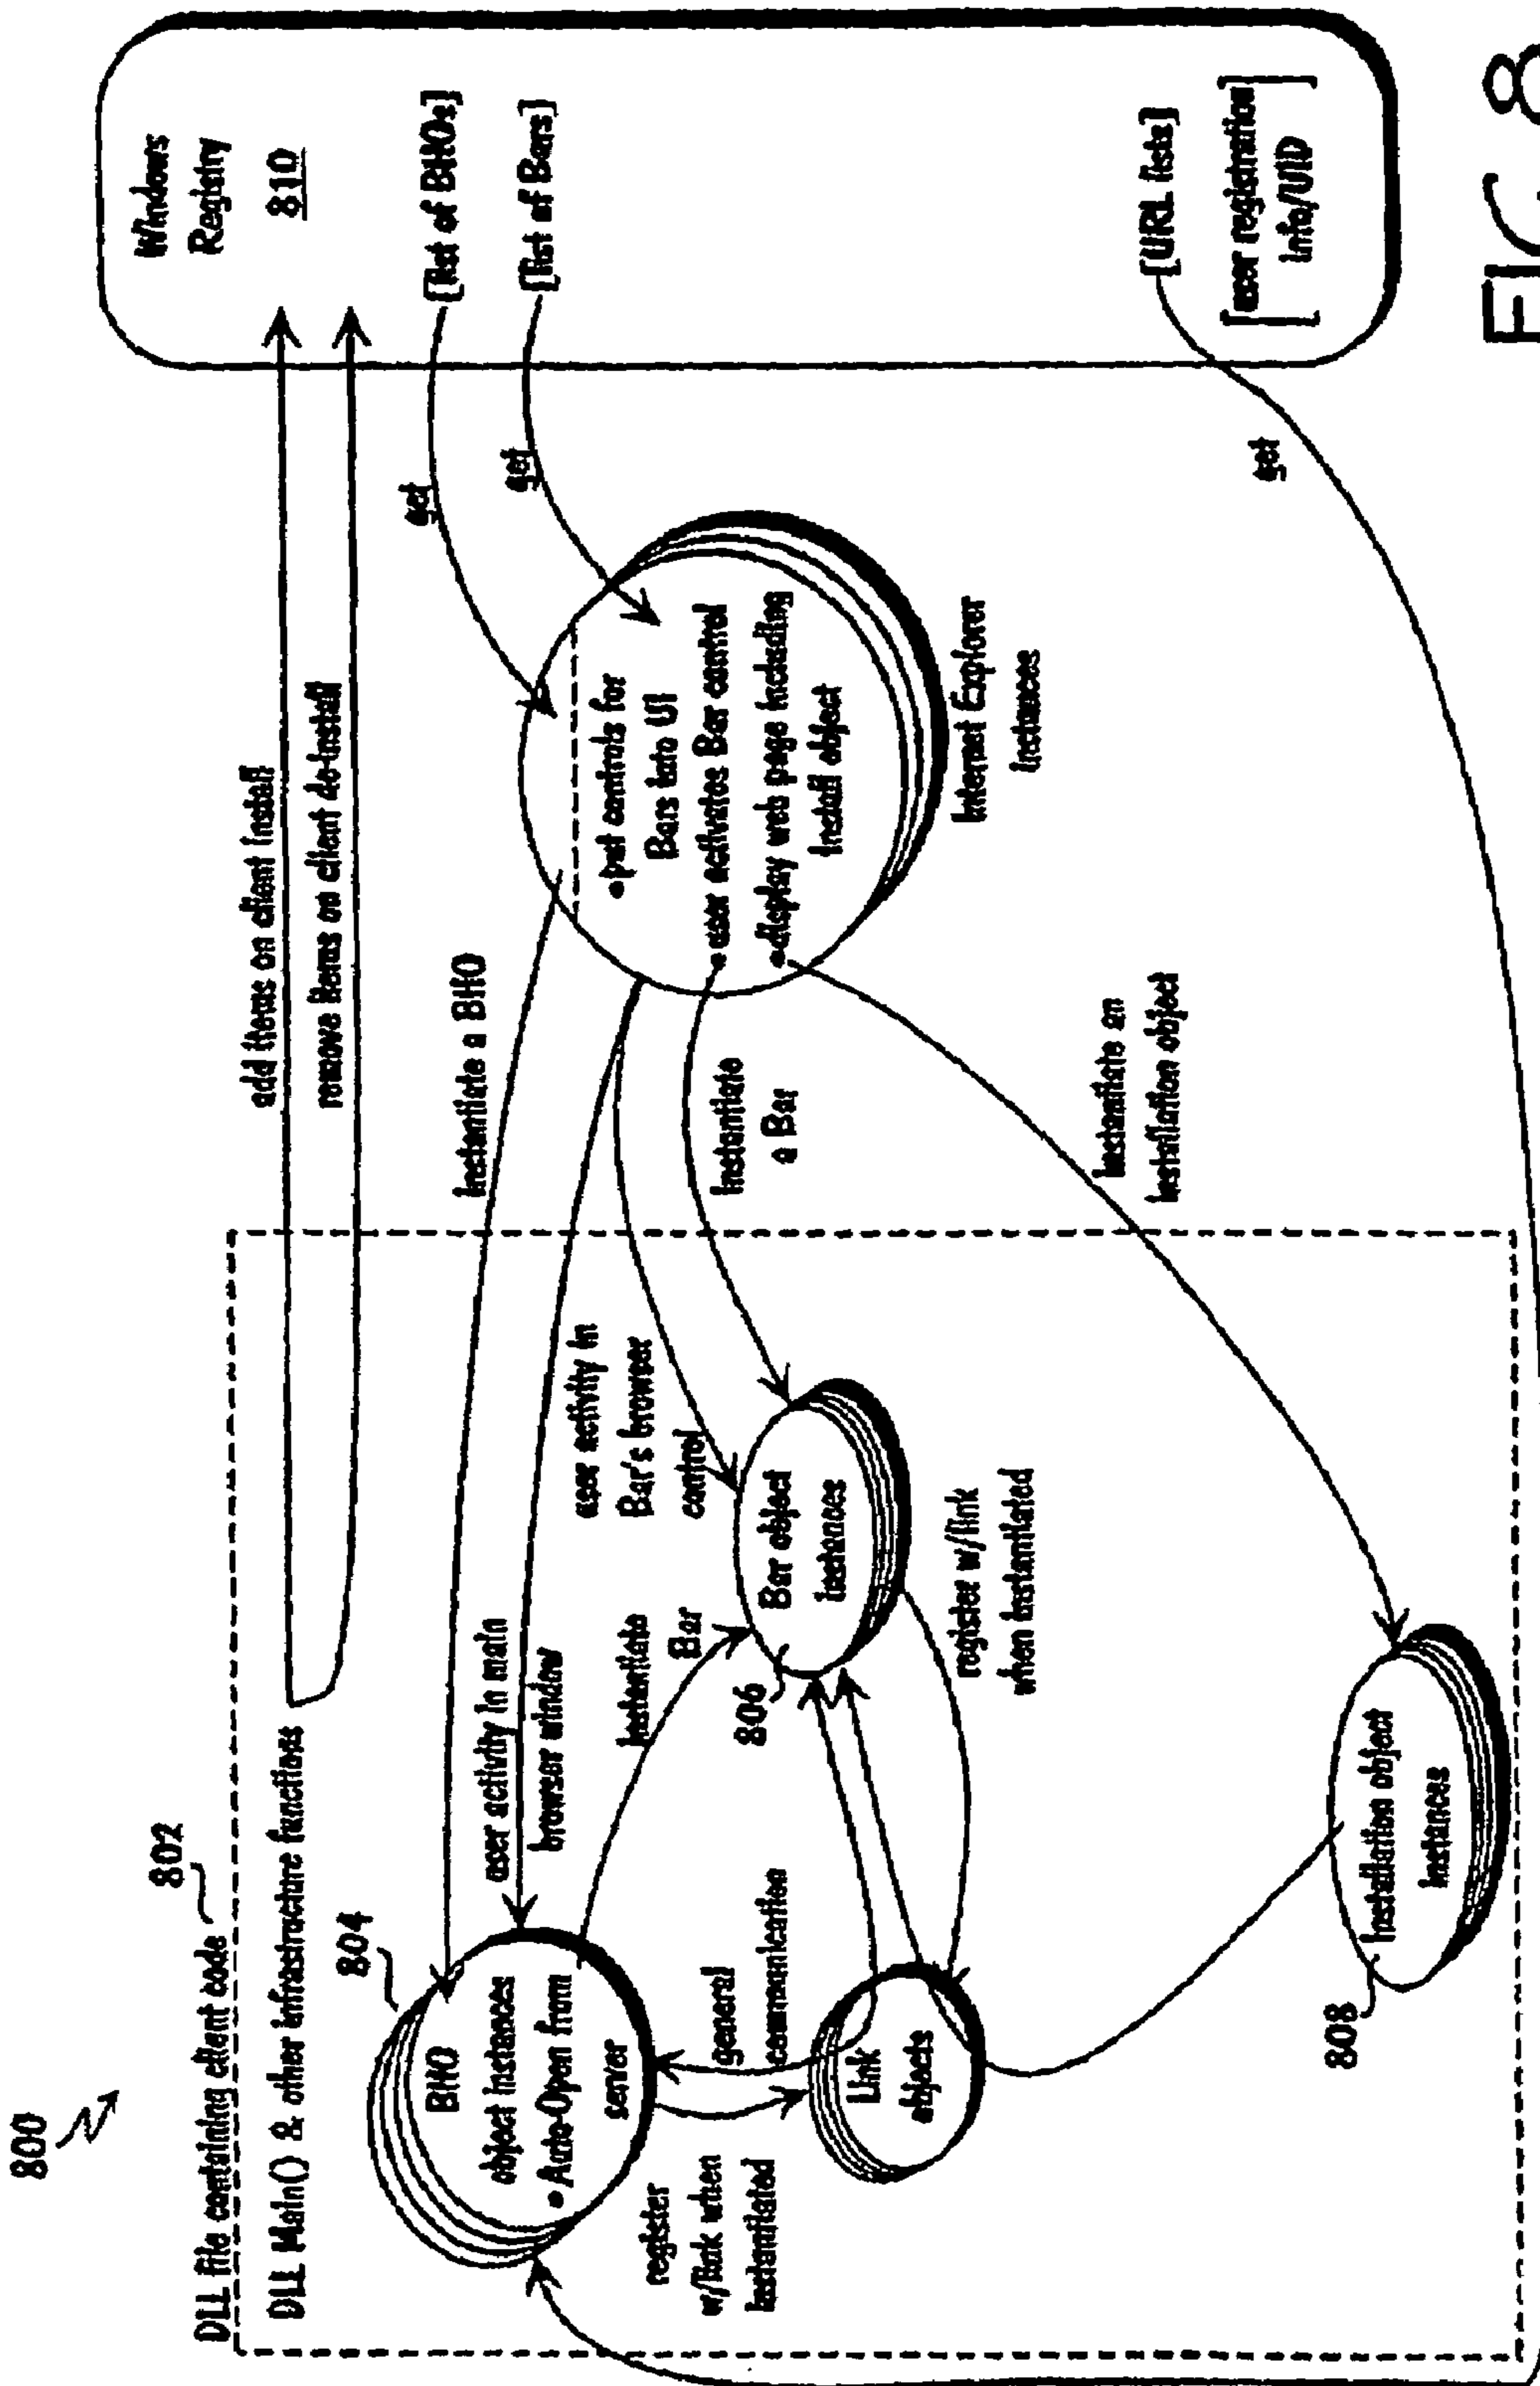 800
DLL file containing client code
802
DLL Main() & other infrastructure functions
add items on client install
remove items on client de-install
Windows
Registry
810
[list of BHOs]
[list of Bars]
[URL lists]
[user registration
info/UID]
get
get
get
804
BHO
object instances
• Auto-Open from
server
instantiate a BHO
user activity in main
browser window
user activity in
Bar's browser
control
instantiate
Bar
instantiate
a Bar
• put controls for
Bars into UI
• user activates Bar control
• display web page including
install object
Internet Explorer
instances
806
Bar object
instances
register w/link
when instantiated
general
communication
register
w/link when
instantiated
Link
objects
instantiate an
installation object
808
Installation object
instances
FIG. 8